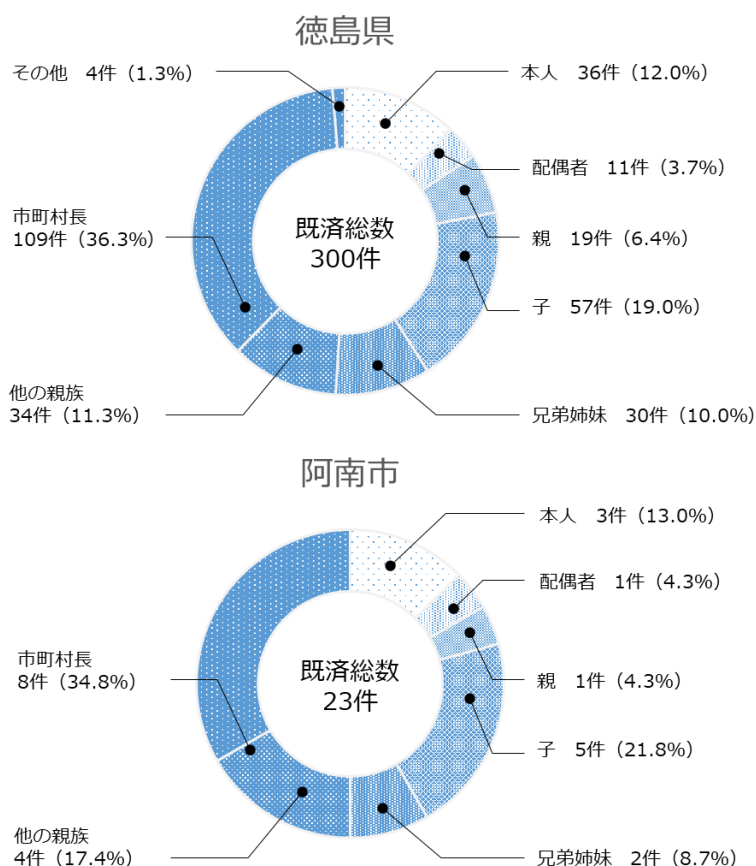 徳島県
その他 4件（1.3%）
本人 36件（12.0%）
配偶者 11件（3.7%）
親 19件（6.4%）
子 57件（19.0%）
兄弟姉妹 30件（10.0%）
他の親族
34件（11.3%）
市町村長
109件（36.3%）
既済総数
300件
阿南市
本人 3件（13.0%）
配偶者 1件（4.3%）
親 1件（4.3%）
子 5件（21.8%）
兄弟姉妹 2件（8.7%）
他の親族
4件（17.4%）
市町村長
8件（34.8%）
既済総数
23件